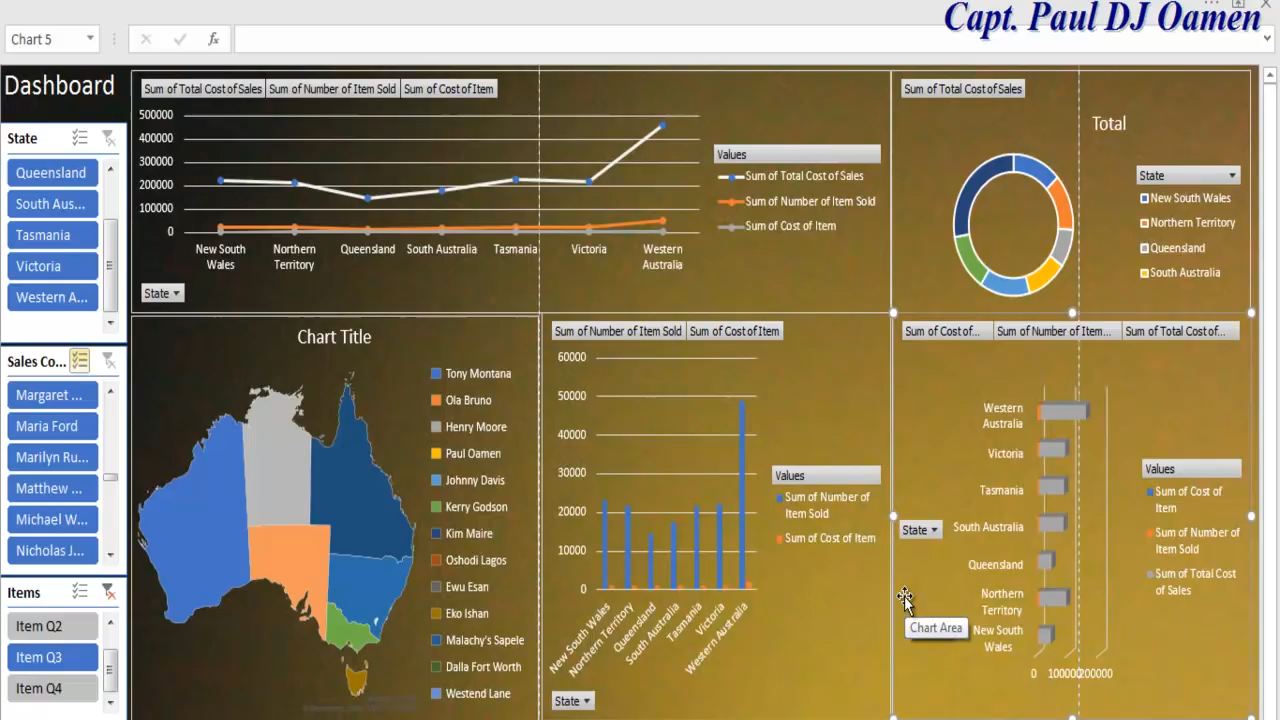 Capt. Paul DJ Oamen
Chart 5
fx
Dashboard
State
Queensland
South Aus...
Tasmania
Victoria
Western A...
Sales Co...
Margaret ...
Maria Ford
Marilyn Ru...
Matthew ...
Michael W...
Nicholas J...
Items
Item Q2
Item Q3
Item Q4
Sum of Total Cost of Sales Sum of Number of Item Sold Sum of Cost of Item
500000
400000
300000
200000
100000
0
New South Wales
Northern Territory
Queensland
South Australia
Tasmania
Victoria
Western Australia
Values
Sum of Total Cost of Sales
Sum of Number of Item Sold
Sum of Cost of Item
State
Sum of Total Cost of Sales
Total
State
New South Wales
Northern Territory
Queensland
South Australia
Chart Title
Tony Montana
Ola Bruno
Henry Moore
Paul Oamen
Johnny Davis
Kerry Godson
Kim Maire
Oshodi Lagos
Ewu Esan
Eko Ishan
Malachy's Sapele
Dalla Fort Worth
Westend Lane
Sum of Number of Item Sold Sum of Cost of Item
60000
50000
40000
30000
20000
10000
0
New South Wales
Northern Territory
Queensland
South Australia
Tasmania
Victoria
Western Australia
Values
Sum of Number of
Item Sold
Sum of Cost of Item
State
Sum of Cost of... Sum of Number of Item... Sum of Total Cost of...
Western
Australia
Victoria
Tasmania
South Australia
Queensland
Northern
Territory
New South
Wales
0 100000 200000
State
Chart Area
Values
Sum of Cost of
Item
Sum of Number of
Item Sold
Sum of Total Cost
of Sales